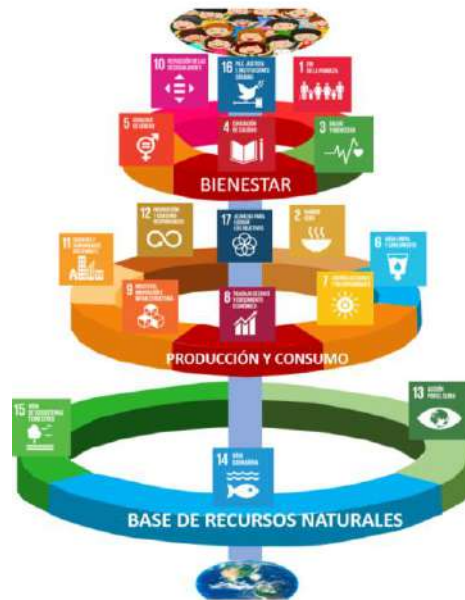 10 REDUCCIÓN DE LAS
DESIGUALDADES
16 PAZ, JUSTICIA
E INSTITUCIONES
SÓLIDAS
1 FIN
DE LA POBREZA
5 IGUALDAD
DE GÉNERO
4 EDUCACIÓN
DE CALIDAD
3 SALUD
Y BIENESTAR
BIENESTAR
12 PRODUCCIÓN
Y CONSUMO
RESPONSABLES
17 ALIANZAS PARA
LOGRAR
LOS OBJETIVOS
2 HAMBRE
CERO
11 CIUDADES Y
COMUNIDADES
SOSTENIBLES
6 AGUA LIMPIA
Y SANEAMIENTO
9 INDUSTRIA,
INNOVACIÓN E
INFRAESTRUCTURA
8 TRABAJO DECENTE
Y CRECIMIENTO
ECONÓMICO
7
PRODUCCIÓN Y CONSUMO
15 VIDA
DE ECOSISTEMAS
TERRESTRES
13 ACCIÓN
POR EL CLIMA
14 VIDA
SUBMARINA
BASE DE RECURSOS NATURALES